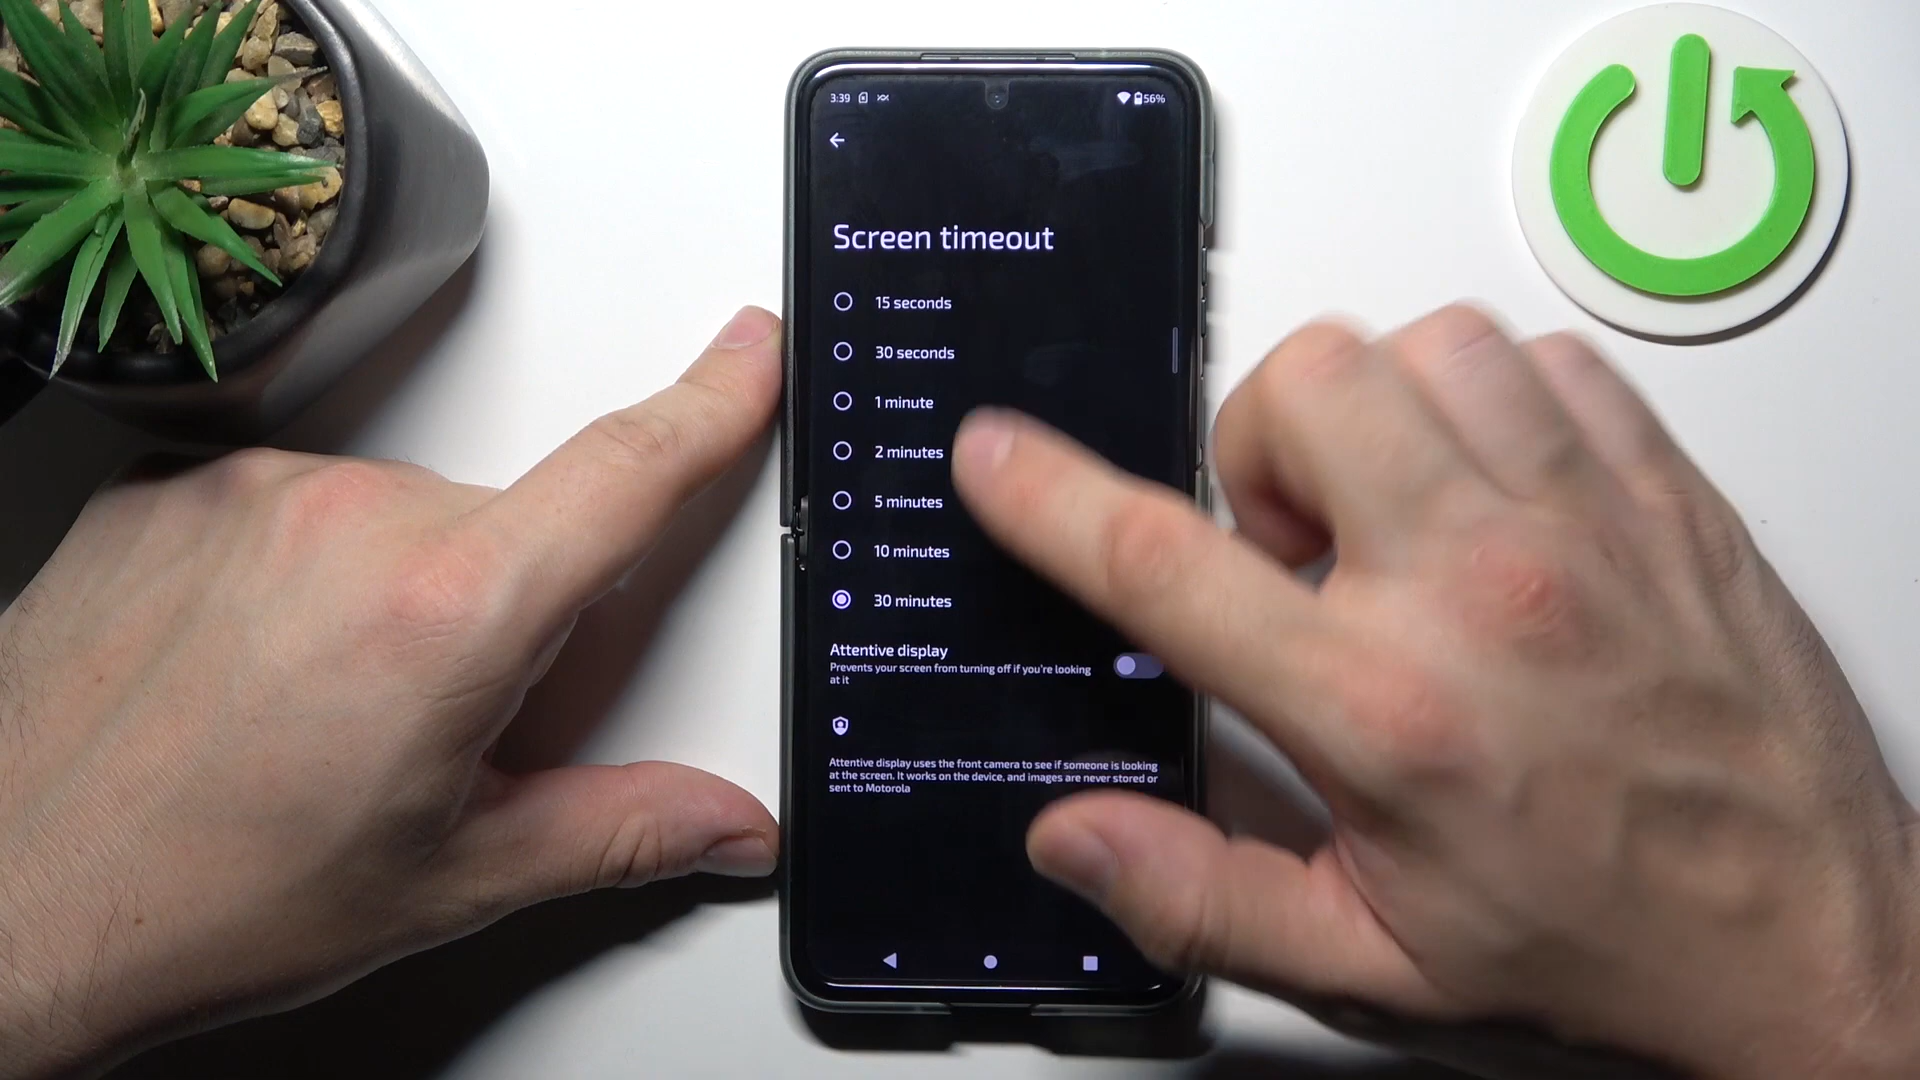 3:39 56%
Screen timeout
15 seconds
30 seconds
1 minute
2 minutes
5 minutes
10 minutes
30 minutes
Attentive display
Prevents your screen from turning off if you're looking
at it
Attentive display uses the front camera to see if someone is looking
at the screen. It works on the device, and images are never stored or
sent to Motorola